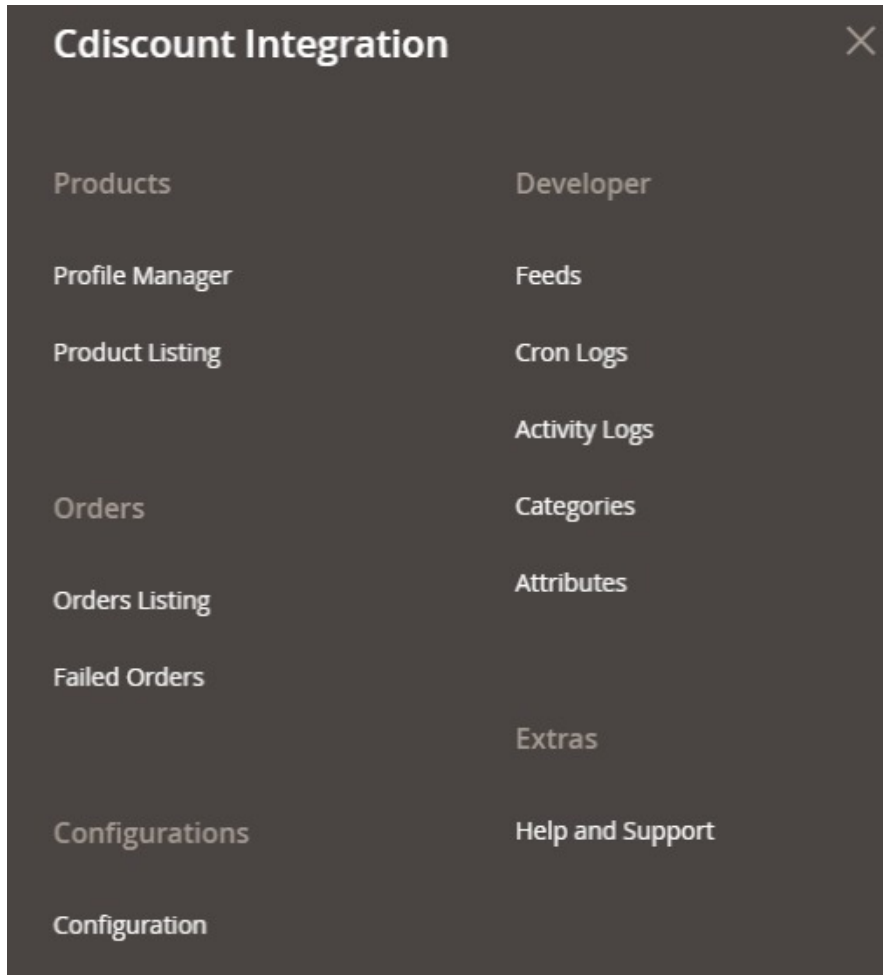 Cdiscount Integration
Products
Profile Manager
Product Listing
Orders
Orders Listing
Failed Orders
Configurations
Configuration
Developer
Feeds
Cron Logs
Activity Logs
Categories
Attributes
Extras
Help and Support